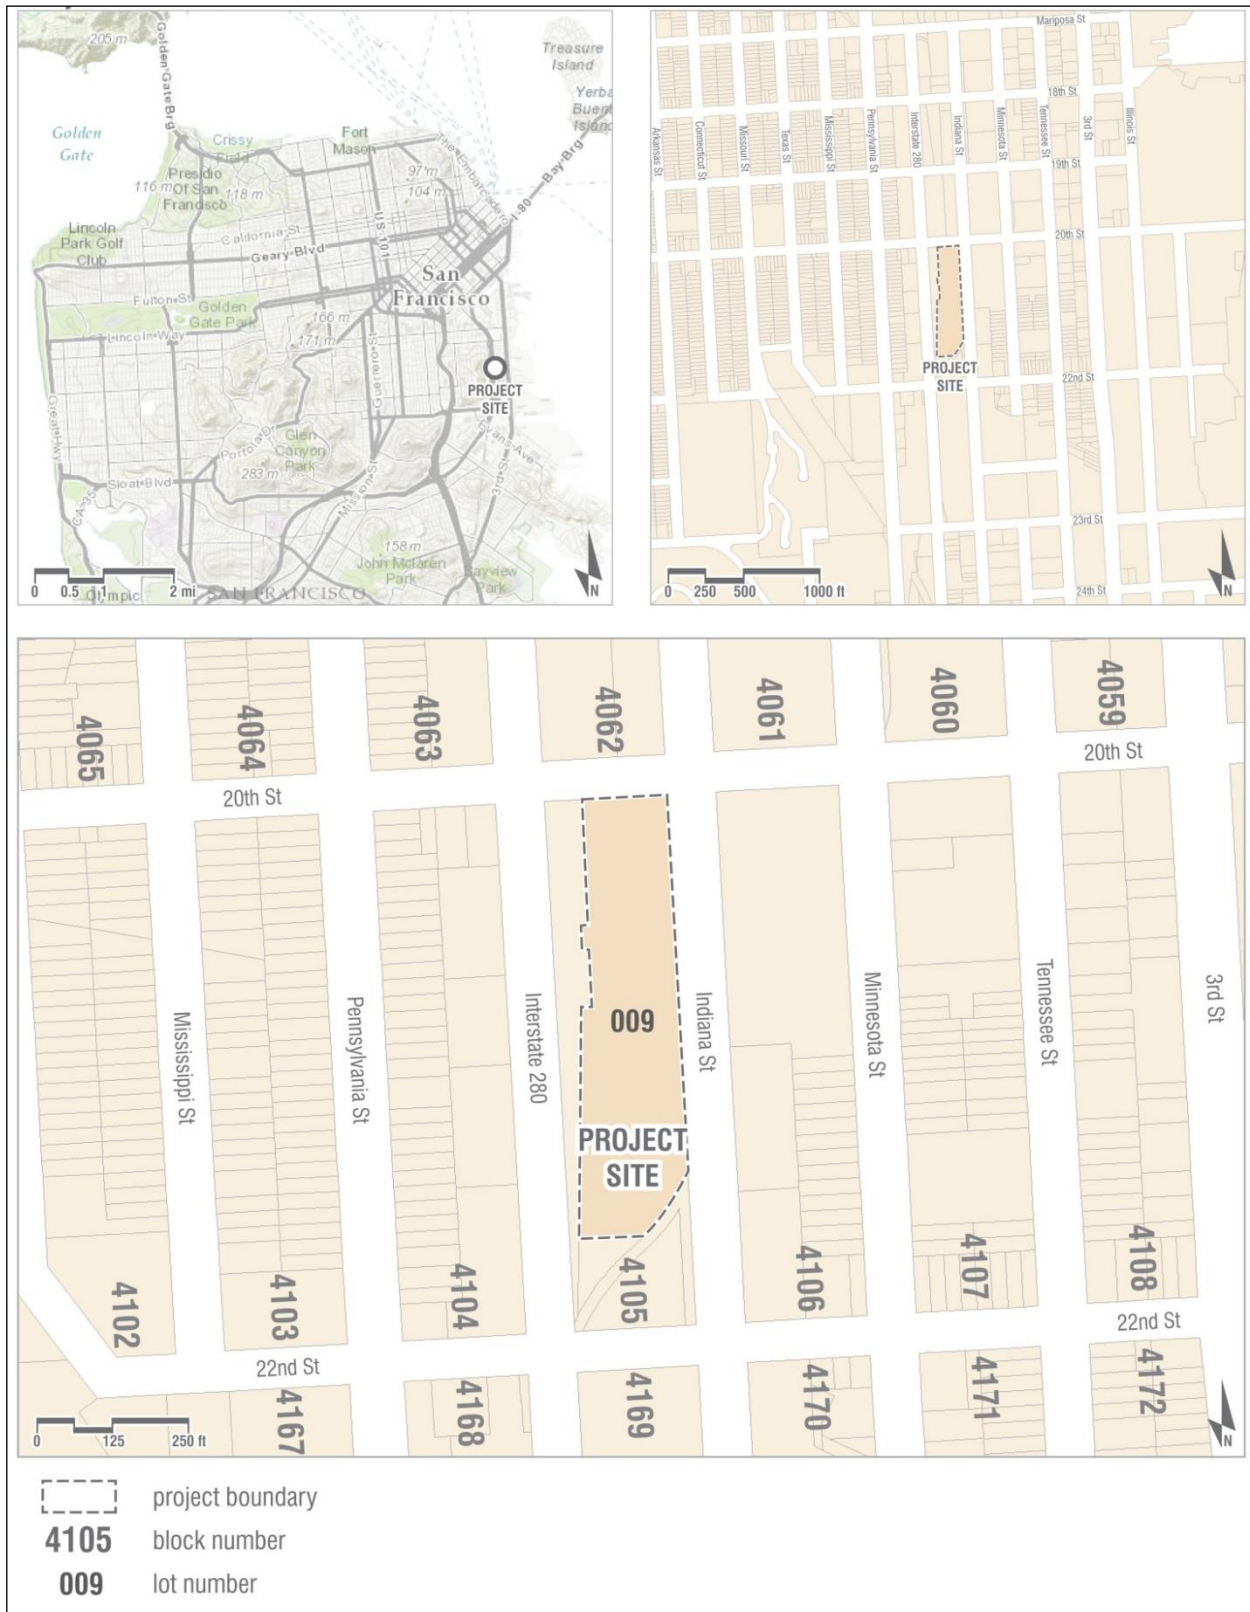 205 m
Golden Gate Brg
Treasure
Island
Yerba
Buen
Island
Golden
Gate
Crissy
Field
Fort
Mason
The Embarcadero
Bay Brg
I-80
Presidio
Of San
Francisco
116 m
118 m
97 m
104 m
US-101
Lincoln
Park Golf
Club
California St
Geary Blvd
San
Francisco
Fulton St
Golden
Gate Park
Lincoln Way
166 m
171 m
Guerrero St
PROJECT
SITE
Great Hwy
Portola Dr
Glen
Canyon
Park
283 m
Evans Ave
3rd St
Mission St
Sloat Blvd
CA-35
158 m
John McLaren
Park
Bayview
Park
0 0.5 1 2 mi
Olympic
SAN FRANCISCO
N
Mariposa St
18th St
Arkansas St
Connecticut St
Missouri St
Texas St
Mississippi St
Pennsylvania St
Interstate 280
Indiana St
Minnesota St
Tennessee St
3rd St
Illinois St
19th St
20th St
PROJECT
SITE
22nd St
23rd St
24th St
0 250 500 1000 ft
N
4065
4064
4063
4062
4061
4060
4059
20th St
20th St
Mississippi St
Pennsylvania St
Interstate 280
009
Indiana St
Minnesota St
Tennessee St
3rd St
PROJECT
SITE
4102
4103
4104
4105
4106
4107
4108
22nd St
22nd St
4167
4168
4169
4170
4171
4172
0 125 250 ft
N
project boundary
4105 block number
009 lot number